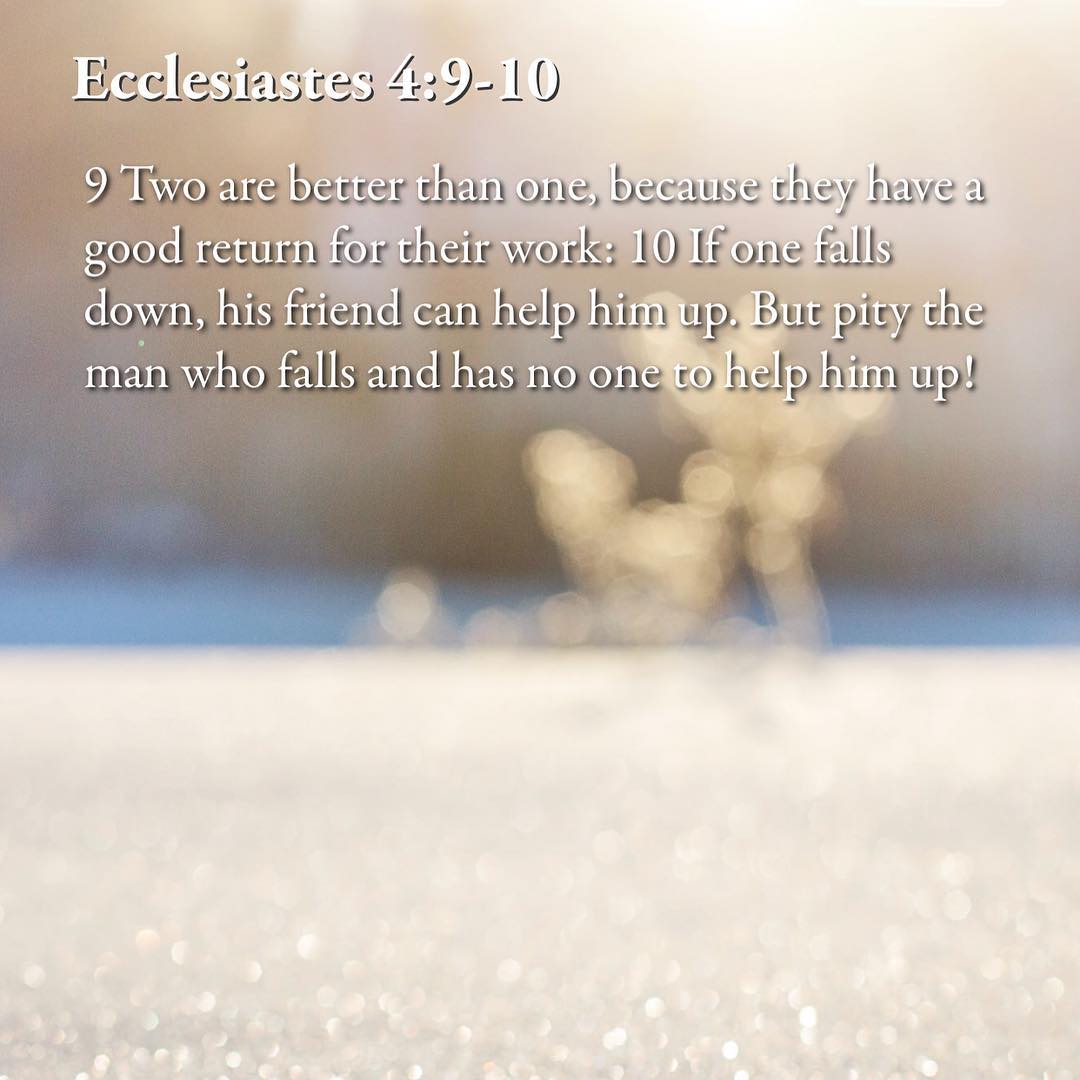 Ecclesiastes 4:9-10
9 Two are better than one, because they have a
good return for their work: 10 If one falls
down, his friend can help him up. But pity the
man who falls and has no one to help him up!